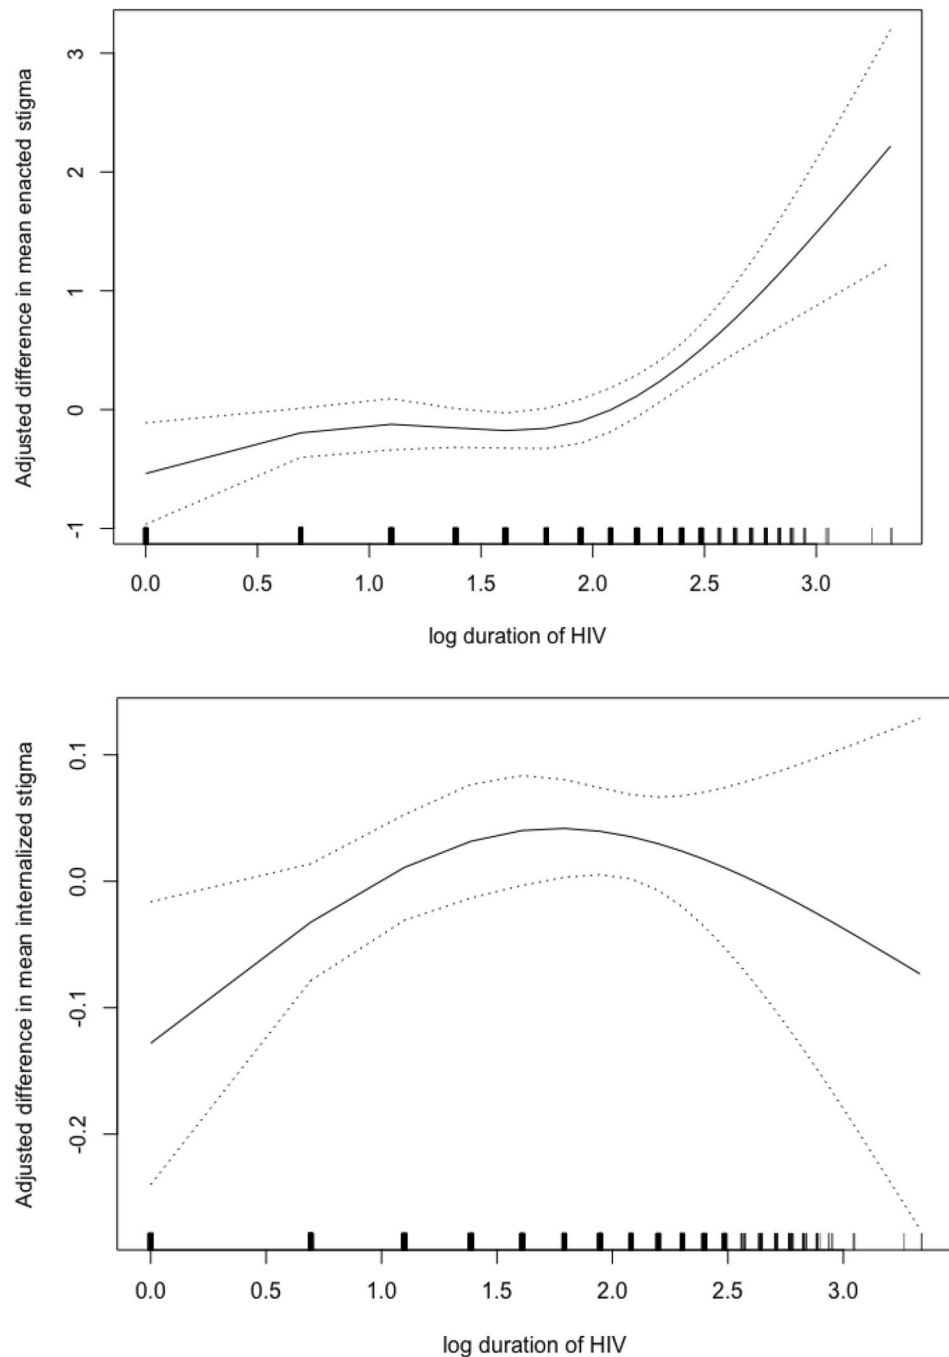 Adjusted difference in mean enacted stigma
3
2
1
0
-1
0.0 0.5 1.0 1.5 2.0 2.5 3.0
log duration of HIV
Adjusted difference in mean internalized stigma
0.1
0.0
-0.1
-0.2
0.0 0.5 1.0 1.5 2.0 2.5 3.0
log duration of HIV